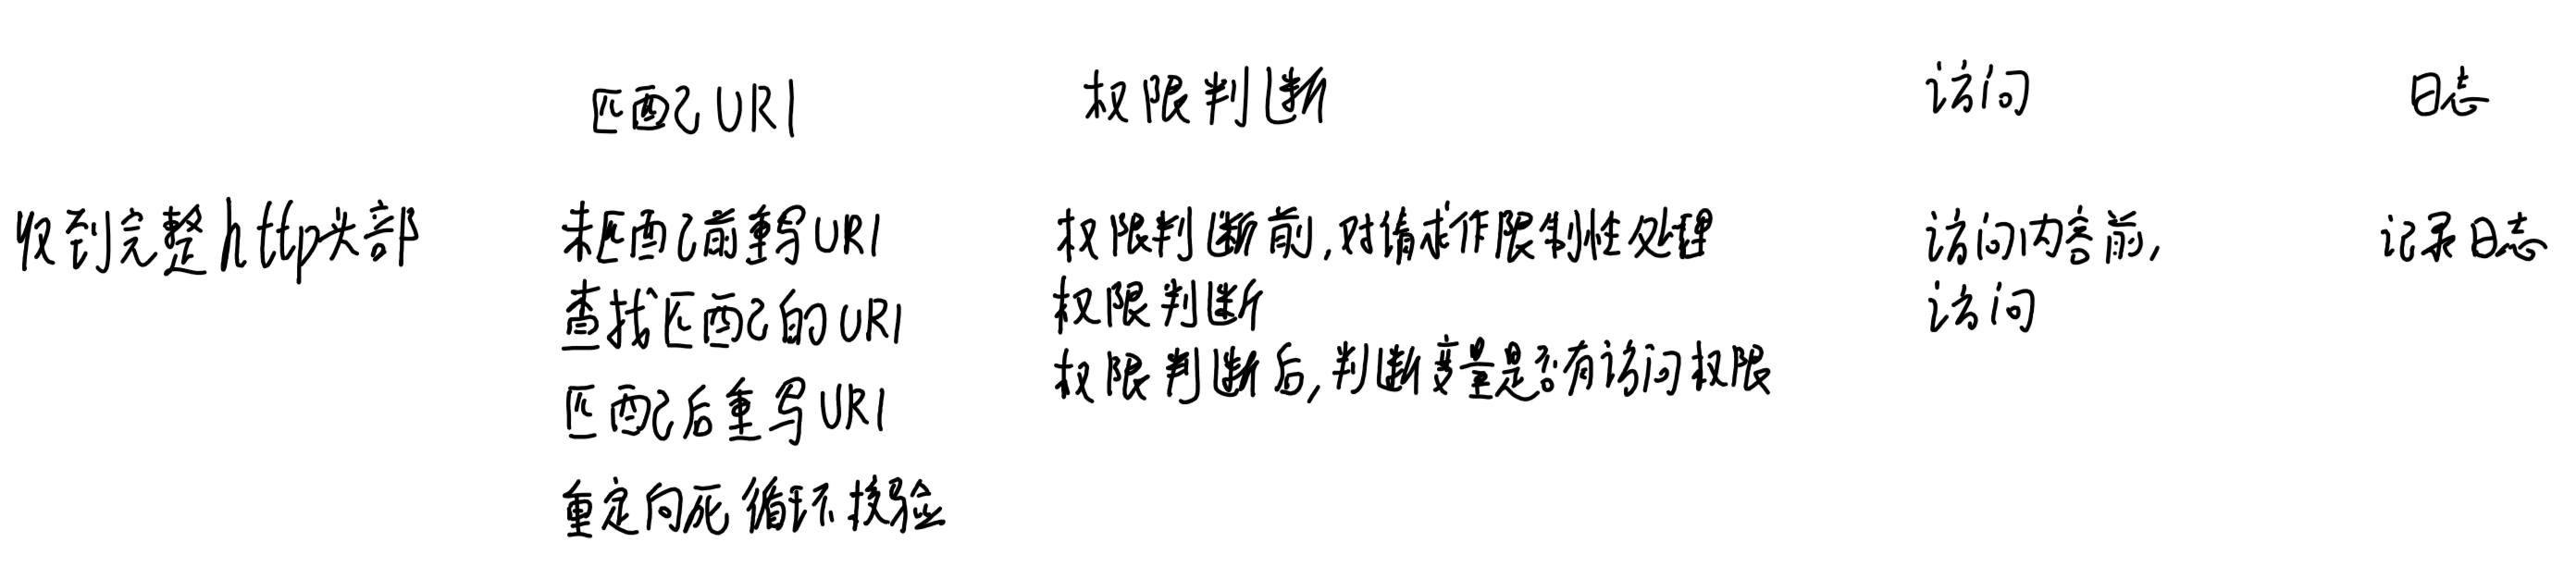 匹配URI
权限判断
访问
日志
收到完整http头部
未匹配前重写URI
查找匹配的URI
匹配后重写URI
重定向死循环校验
权限判断前,对请求作限制性处理
权限判断
权限判断后,判断变量是否有访问权限
访问内容前,
访问
记录日志